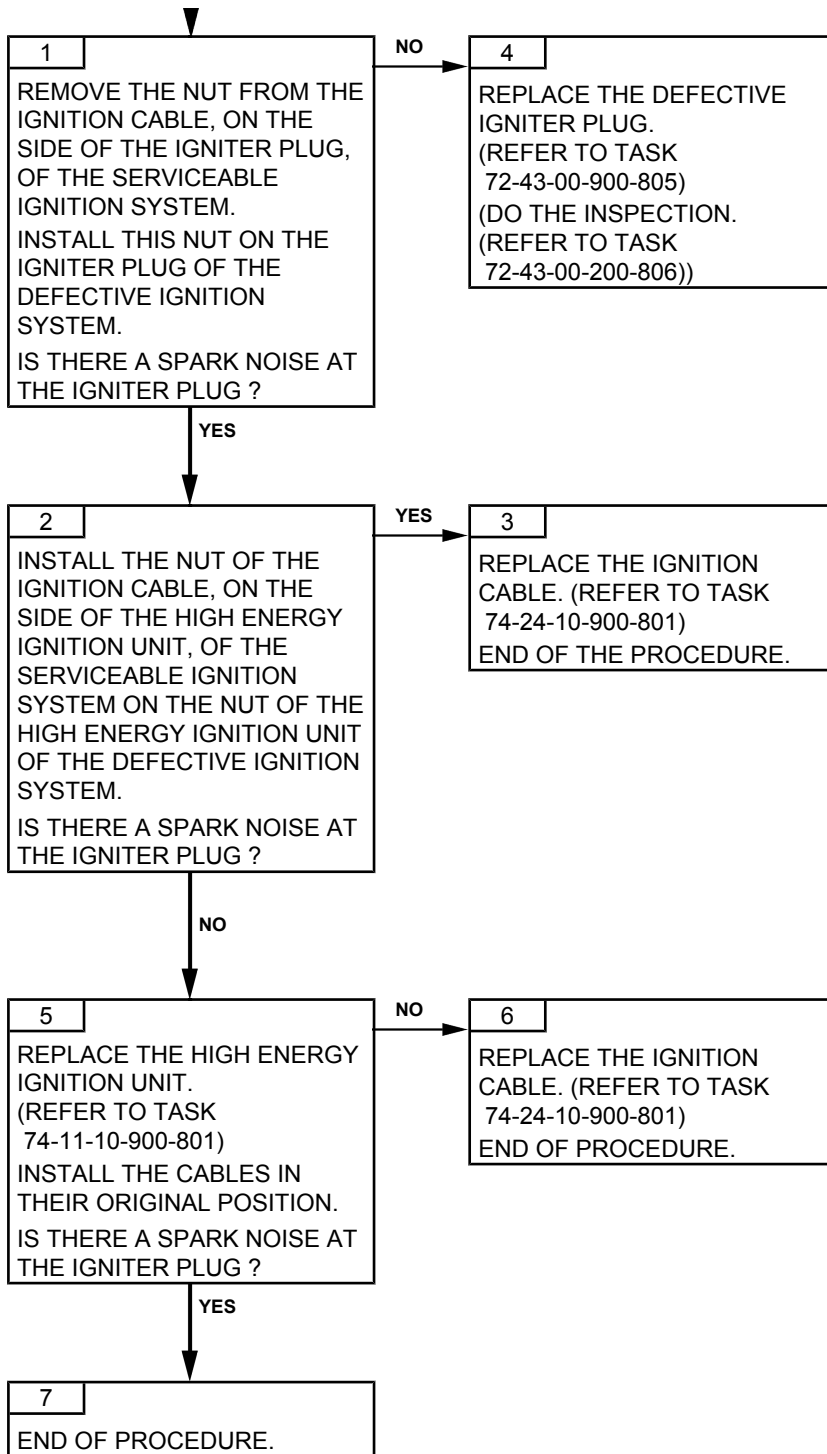 1
REMOVE THE NUT FROM THE
IGNITION CABLE, ON THE
SIDE OF THE IGNITER PLUG,
OF THE SERVICEABLE
IGNITION SYSTEM.
INSTALL THIS NUT ON THE
IGNITER PLUG OF THE
DEFECTIVE IGNITION
SYSTEM.
IS THERE A SPARK NOISE AT
THE IGNITER PLUG ?
NO
4
REPLACE THE DEFECTIVE
IGNITER PLUG.
(REFER TO TASK
72-43-00-900-805)
(DO THE INSPECTION.
(REFER TO TASK
72-43-00-200-806))
YES
2
INSTALL THE NUT OF THE
IGNITION CABLE, ON THE
SIDE OF THE HIGH ENERGY
IGNITION UNIT, OF THE
SERVICEABLE IGNITION
SYSTEM ON THE NUT OF THE
HIGH ENERGY IGNITION UNIT
OF THE DEFECTIVE IGNITION
SYSTEM.
IS THERE A SPARK NOISE AT
THE IGNITER PLUG ?
YES
3
REPLACE THE IGNITION
CABLE. (REFER TO TASK
74-24-10-900-801)
END OF THE PROCEDURE.
NO
5
REPLACE THE HIGH ENERGY
IGNITION UNIT.
(REFER TO TASK
74-11-10-900-801)
INSTALL THE CABLES IN
THEIR ORIGINAL POSITION.
IS THERE A SPARK NOISE AT
THE IGNITER PLUG ?
NO
6
REPLACE THE IGNITION
CABLE. (REFER TO TASK
74-24-10-900-801)
END OF PROCEDURE.
YES
7
END OF PROCEDURE.